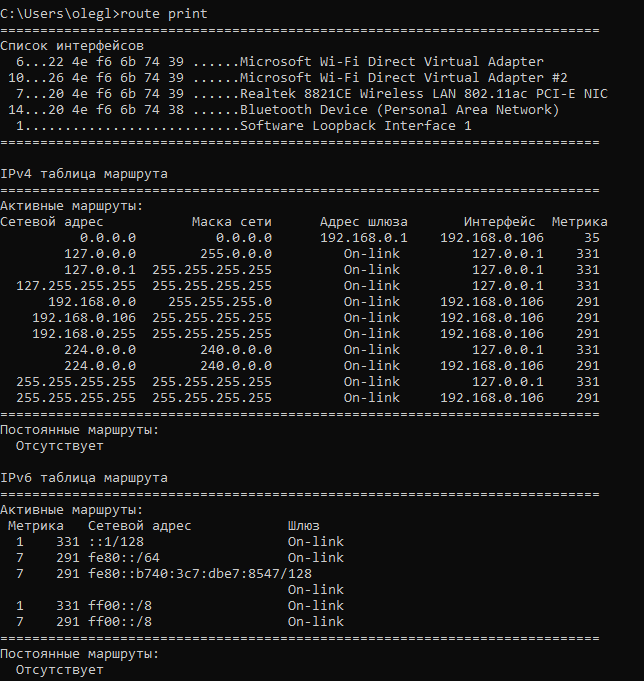 C:\Users\olegl>route print
===========================================================================
Список интерфейсов
  6...22 4e f6 6b 74 39 ......Microsoft Wi-Fi Direct Virtual Adapter
 10...26 4e f6 6b 74 39 ......Microsoft Wi-Fi Direct Virtual Adapter #2
  7...20 4e f6 6b 74 39 ......Realtek 8821CE Wireless LAN 802.11ac PCI-E NIC
 14...20 4e f6 6b 74 38 ......Bluetooth Device (Personal Area Network)
  1...........................Software Loopback Interface 1
===========================================================================

IPv4 таблица маршрута
===========================================================================
Активные маршруты:
Сетевой адрес           Маска сети      Адрес шлюза       Интерфейс  Метрика
          0.0.0.0          0.0.0.0      192.168.0.1    192.168.0.106     35
        127.0.0.0        255.0.0.0         On-link         127.0.0.1    331
        127.0.0.1  255.255.255.255         On-link         127.0.0.1    331
  127.255.255.255  255.255.255.255         On-link         127.0.0.1    331
      192.168.0.0    255.255.255.0         On-link     192.168.0.106    291
    192.168.0.106  255.255.255.255         On-link     192.168.0.106    291
    192.168.0.255  255.255.255.255         On-link     192.168.0.106    291
        224.0.0.0        240.0.0.0         On-link         127.0.0.1    331
        224.0.0.0        240.0.0.0         On-link     192.168.0.106    291
  255.255.255.255  255.255.255.255         On-link         127.0.0.1    331
  255.255.255.255  255.255.255.255         On-link     192.168.0.106    291
===========================================================================
Постоянные маршруты:
  Отсутствует

IPv6 таблица маршрута
===========================================================================
Активные маршруты:
 Метрика   Сетевой адрес            Шлюз
  1    331 ::1/128                  On-link
  7    291 fe80::/64                On-link
  7    291 fe80::b740:3c7:dbe7:8547/128
                                    On-link
  1    331 ff00::/8                 On-link
  7    291 ff00::/8                 On-link
===========================================================================
Постоянные маршруты:
  Отсутствует